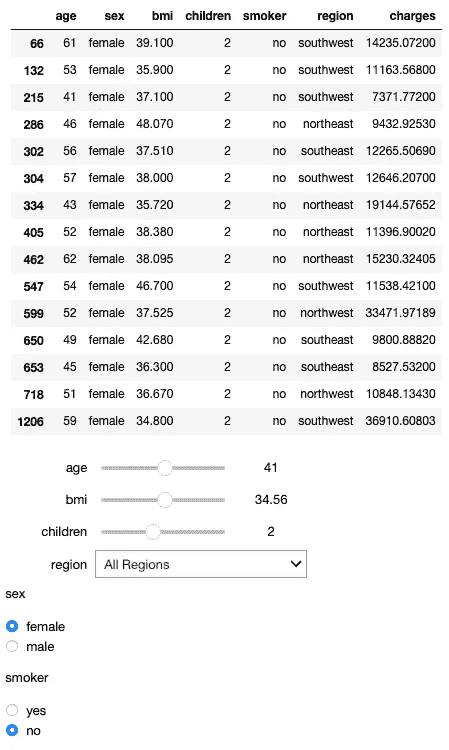 age sex bmi children smoker region charges
66 61 female 39.100 2 no southwest 14235.07200
132 53 female 35.900 2 no southwest 11163.56800
215 41 female 37.100 2 no southwest 7371.77200
286 46 female 48.070 2 no northeast 9432.92530
302 56 female 37.510 2 no southeast 12265.50690
304 57 female 38.000 2 no southwest 12646.20700
334 43 female 35.720 2 no northeast 19144.57652
405 52 female 38.380 2 no northeast 11396.90020
462 62 female 38.095 2 no northeast 15230.32405
547 54 female 46.700 2 no southwest 11538.42100
599 52 female 37.525 2 no northwest 33471.97189
650 49 female 42.680 2 no southeast 9800.88820
653 45 female 36.300 2 no southeast 8527.53200
718 51 female 36.670 2 no northwest 10848.13430
1206 59 female 34.800 2 no southwest 36910.60803
age 41
bmi 34.56
children 2
region All Regions
sex
female
male
smoker
yes
no